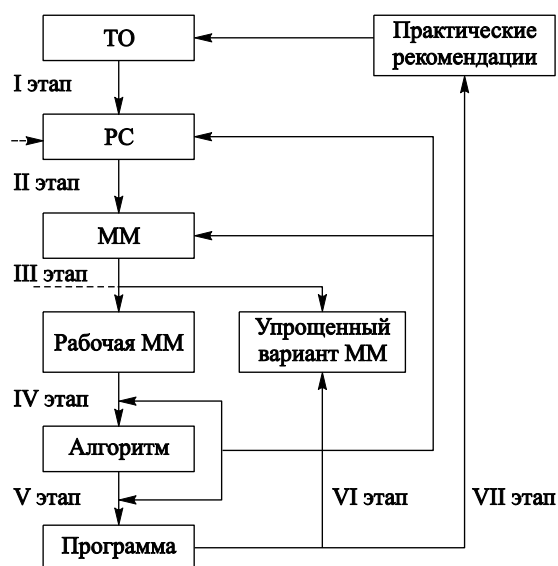 ТО
Практические
рекомендации
I этап
РС
II этап
ММ
III этап
Рабочая ММ
Упрощенный
вариант ММ
IV этап
Алгоритм
V этап
VI этап
VII этап
Программа